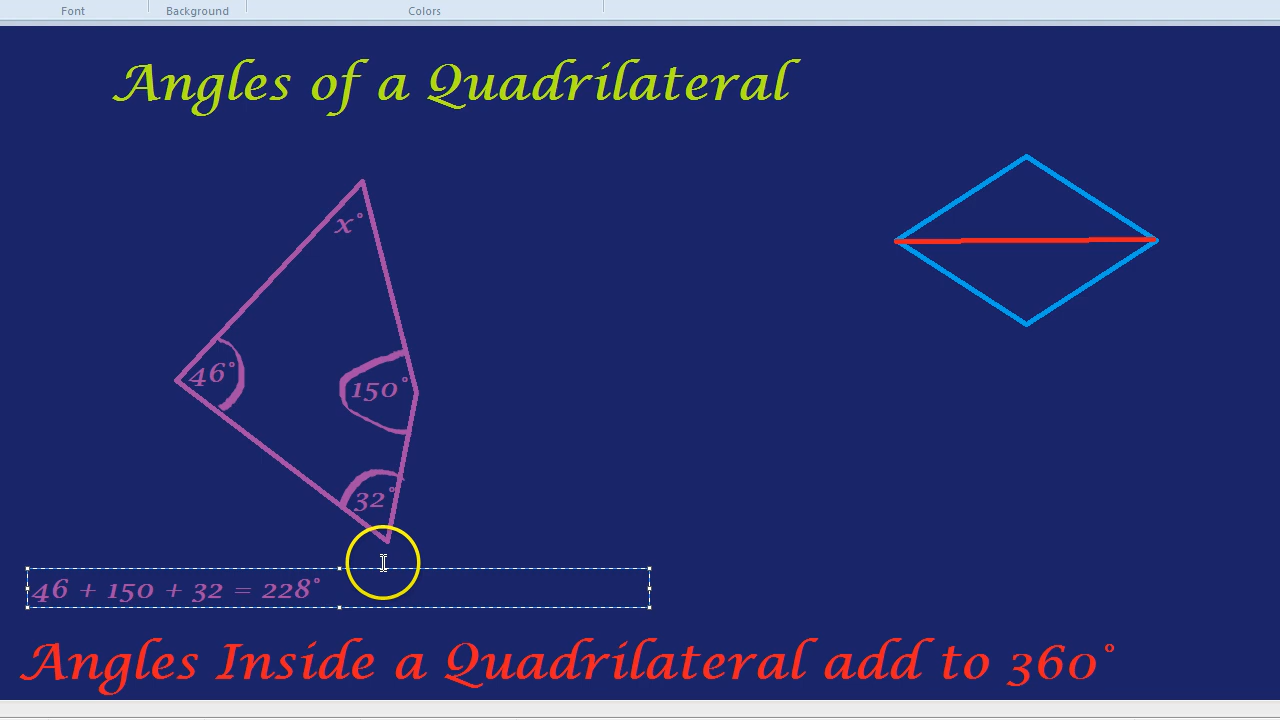 Font Background Colors
Angles of a Quadrilateral
x°
46°
150°
32°
46 + 150 + 32 = 228°
Angles Inside a Quadrilateral add to 360°